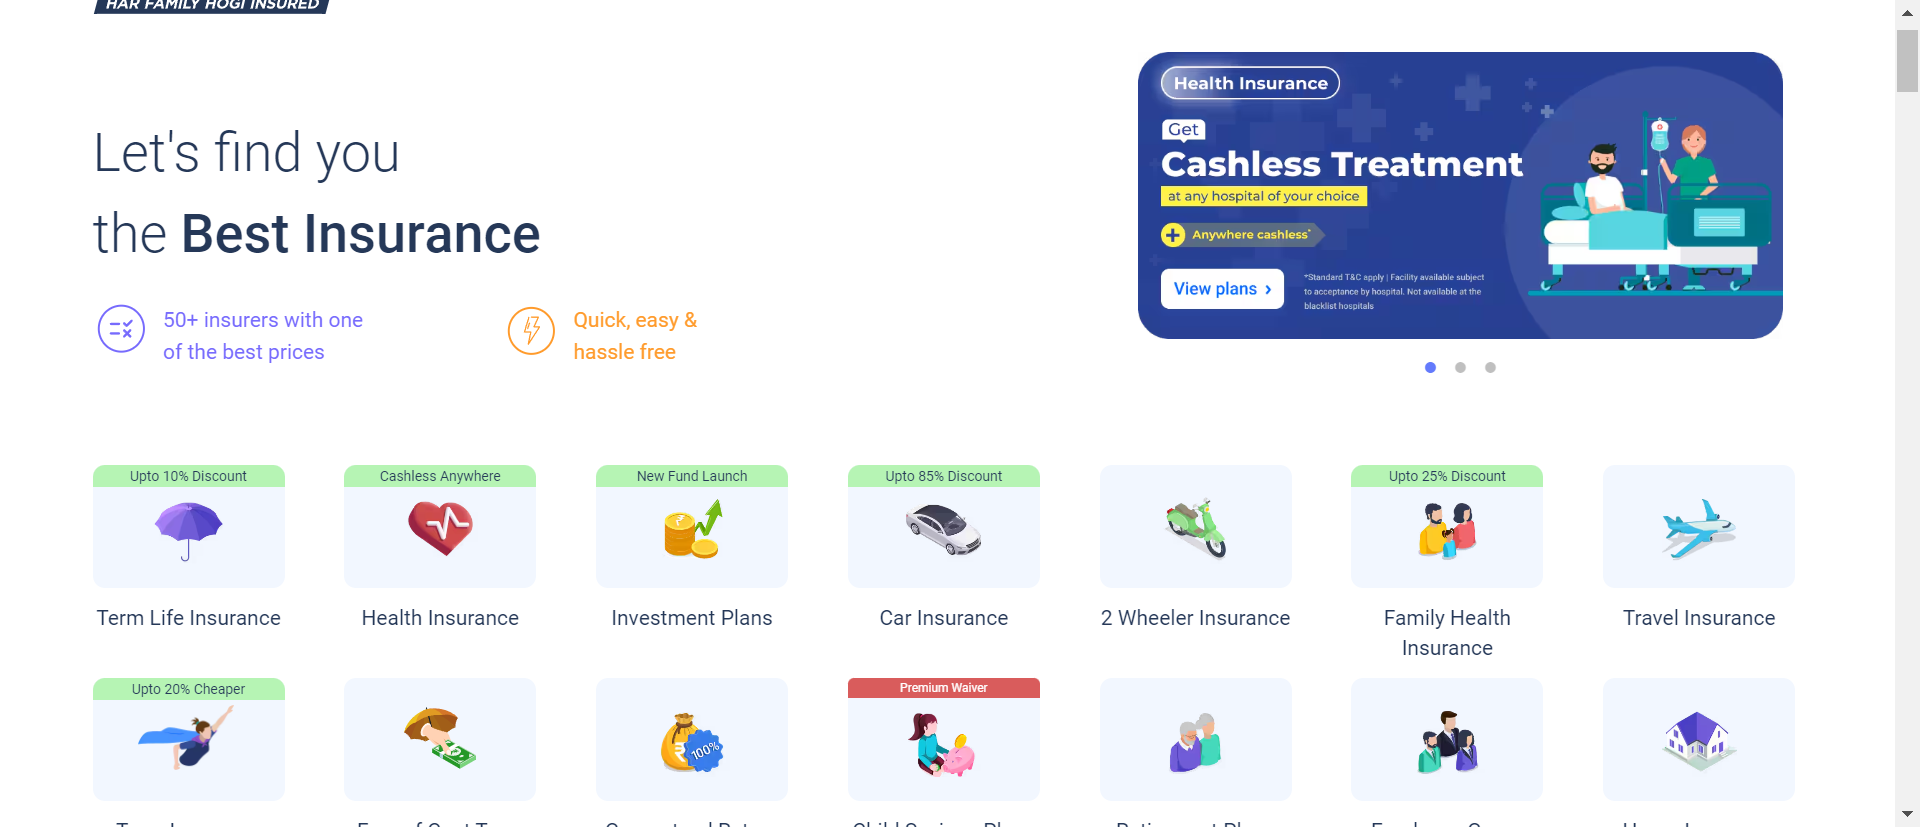 HAR FAMILY HOGI INSURED
Let's find you
the Best Insurance
50+ insurers with one
of the best prices
Quick, easy &
hassle free
Health Insurance
Get
Cashless Treatment
at any hospital of your choice
Anywhere cashless*
View plans ›
*Standard T&C apply | Facility available subject
to acceptance by hospital. Not available at the
blacklist hospitals
Upto 10% Discount
Term Life Insurance
Cashless Anywhere
Health Insurance
New Fund Launch
Investment Plans
Upto 85% Discount
Car Insurance
2 Wheeler Insurance
Upto 25% Discount
Family Health
Insurance
Travel Insurance
Upto 20% Cheaper
100%
Premium Waiver